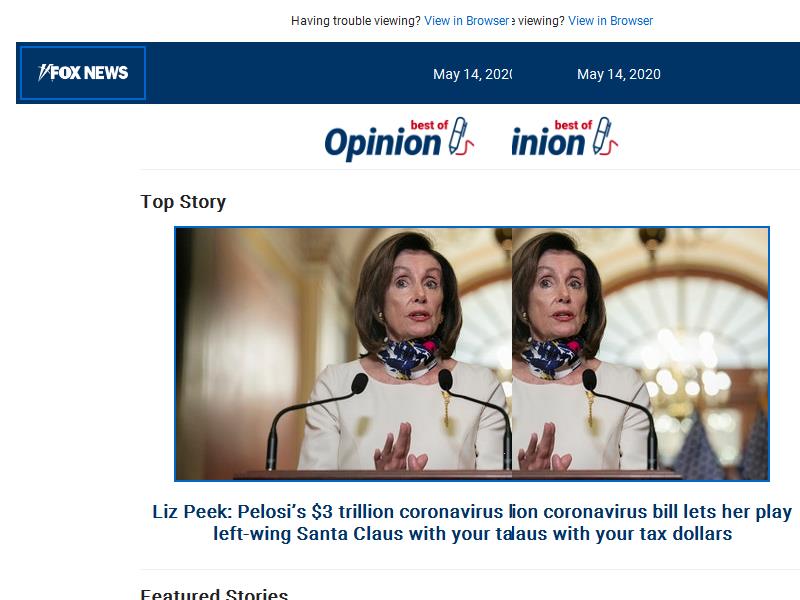 Having trouble viewing? View in Browser e viewing? View in Browser
FOX NEWS
May 14, 2020 May 14, 2020
best of best of
Opinion inion
Top Story
Liz Peek: Pelosi's $3 trillion coronavirus lion coronavirus bill lets her play
left-wing Santa Claus with your ta laus with your tax dollars
Featured Stories